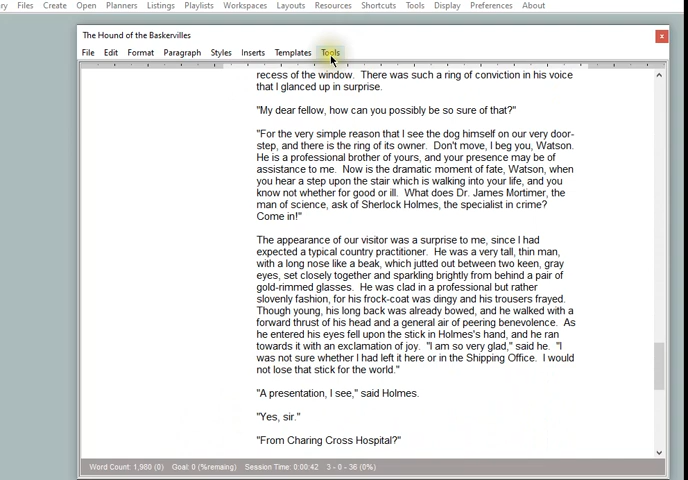 ry Files Create Open Planners Listings Playlists Workspaces Layouts Resources Shortcuts Tools Display Preferences About
The Hound of the Baskervilles
x
File Edit Format Paragraph Styles Inserts Templates Tools
recess of the window. There was such a ring of conviction in his voice
that I glanced up in surprise.
"My dear fellow, how can you possibly be so sure of that?"
"For the very simple reason that I see the dog himself on our very door-
step, and there is the ring of its owner. Don't move, I beg you, Watson.
He is a professional brother of yours, and your presence may be of
assistance to me. Now is the dramatic moment of fate, Watson, when
you hear a step upon the stair which is walking into your life, and you
know not whether for good or ill. What does Dr. James Mortimer, the
man of science, ask of Sherlock Holmes, the specialist in crime?
Come in!"
The appearance of our visitor was a surprise to me, since I had
expected a typical country practitioner. He was a very tall, thin man,
with a long nose like a beak, which jutted out between two keen, gray
eyes, set closely together and sparkling brightly from behind a pair of
gold-rimmed glasses. He was clad in a professional but rather
slovenly fashion, for his frock-coat was dingy and his trousers frayed.
Though young, his long back was already bowed, and he walked with a
forward thrust of his head and a general air of peering benevolence. As
he entered his eyes fell upon the stick in Holmes's hand, and he ran
towards it with an exclamation of joy. "I am so very glad," said he. "I
was not sure whether I had left it here or in the Shipping Office. I would
not lose that stick for the world."
"A presentation, I see," said Holmes.
"Yes, sir."
"From Charing Cross Hospital?"
Word Count: 1,980 (0) Goal: 0 (%remaing) Session Time: 0:00:42 3 - 0 - 36 (0%)